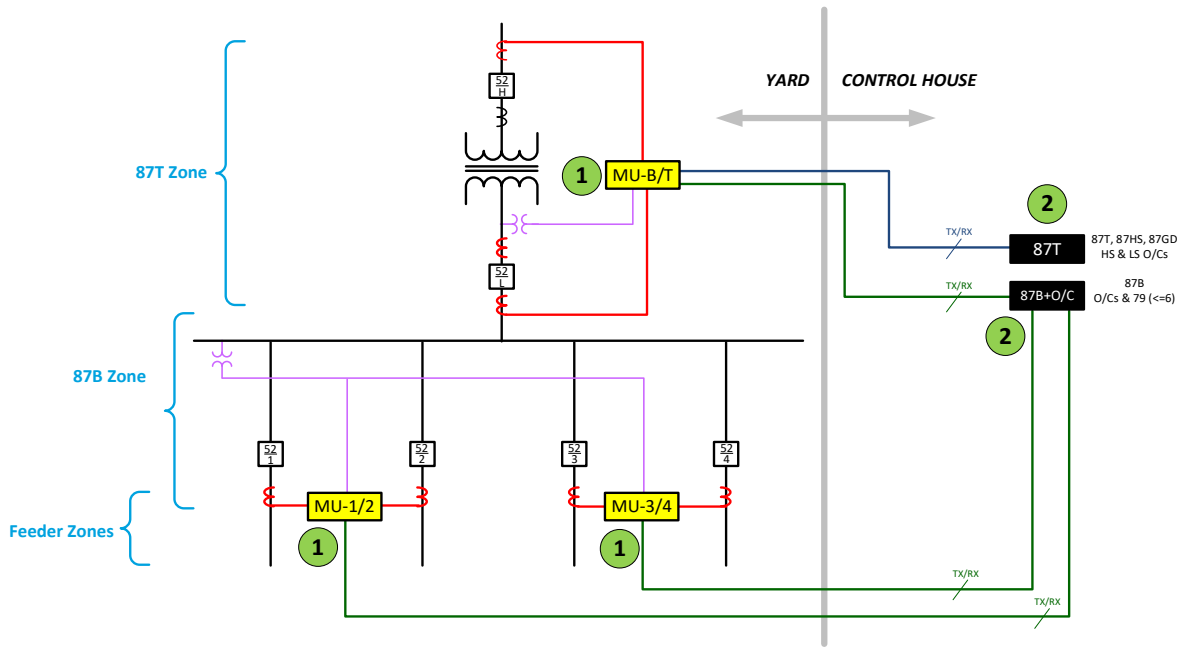 YARD
CONTROL HOUSE
52
H
87T Zone
1
MU-B/T
2
TX/RX
87T
87T, 87HS, 87GD
HS & LS O/Cs
52
L
TX/RX
87B+O/C
87B
O/Cs & 79 (<=6)
2
87B Zone
52
1
52
2
52
3
52
4
MU-1/2
MU-3/4
Feeder Zones
1
1
TX/RX
TX/RX